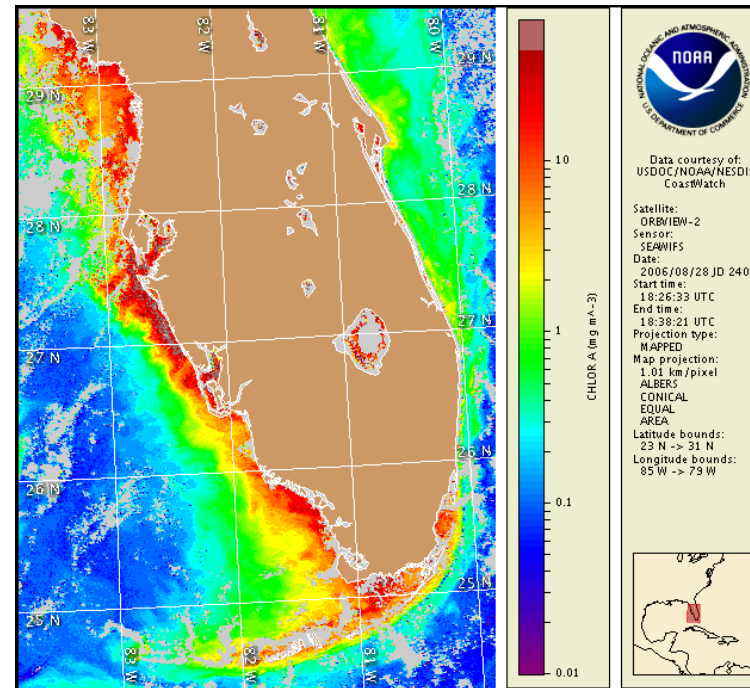 83 W
82 W
81 W
80 W
29 N
29 N
28 N
28 N
27 N
27 N
26 N
26 N
25 N
25 N
83 W
82 W
81 W
10
1
0.1
0.01
CHLOR A (mg m^-3)
NATIONAL OCEANIC AND ATMOSPHERIC ADMINISTRATION
NOAA
U.S. DEPARTMENT OF COMMERCE
Data courtesy of:
USDOC/NOAA/NESDIS
CoastWatch
Satellite:
ORBVIEW-2
Sensor:
SEAWIFS
Date:
2006/08/28 JD 240
Start time:
18:26:33 UTC
End time:
18:38:21 UTC
Projection type:
MAPPED
Map projection:
1.01 km/pixel
ALBERS
CONICAL
EQUAL
AREA
Latitude bounds:
23 N -> 31 N
Longitude bounds:
85 W -> 79 W